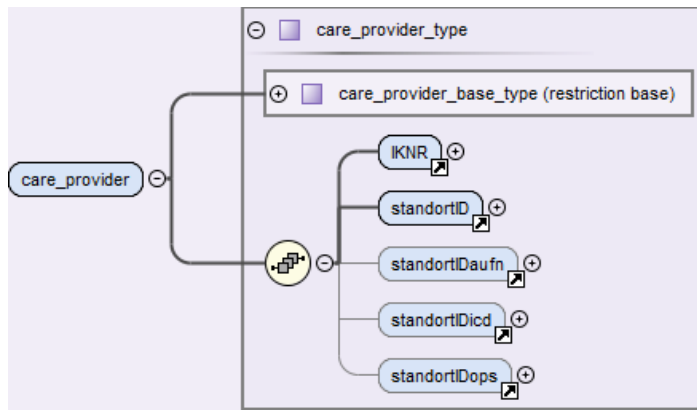 care_provider_type
care_provider_base_type (restriction base)
IKNR
care_provider
standortID
standortIDaufn
standortIDicd
standortIDops